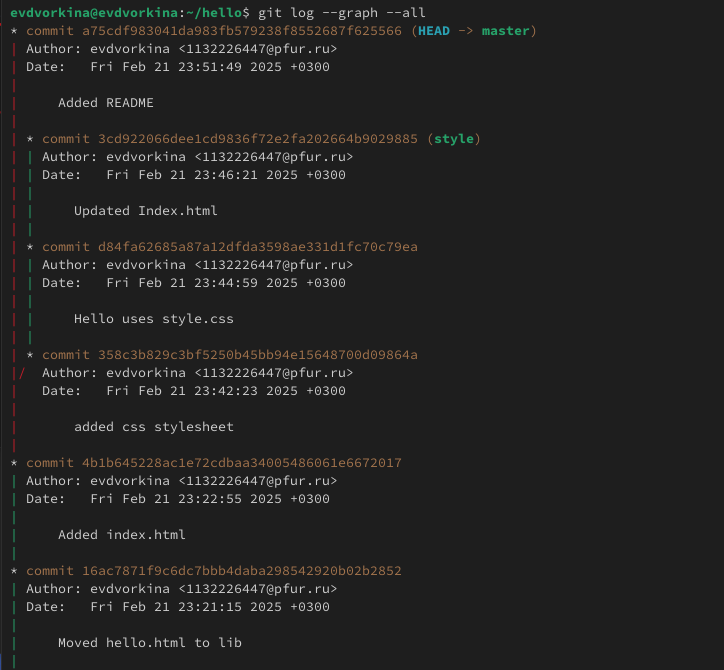 evdvorkina@evdvorkina:~/hello$ git log --graph --all
* commit a75cdf983041da983fb579238f8552687f625566 (HEAD -> master)
| Author: evdvorkina <1132226447@pfur.ru>
| Date:   Fri Feb 21 23:51:49 2025 +0300
|
|     Added README
|
| * commit 3cd922066dee1cd9836f72e2fa202664b9029885 (style)
| | Author: evdvorkina <1132226447@pfur.ru>
| | Date:   Fri Feb 21 23:46:21 2025 +0300
| |
| |     Updated Index.html
| |
| * commit d84fa62685a87a12dfda3598ae331d1fc70c79ea
| | Author: evdvorkina <1132226447@pfur.ru>
| | Date:   Fri Feb 21 23:44:59 2025 +0300
| |
| |     Hello uses style.css
| |
| * commit 358c3b829c3bf5250b45bb94e15648700d09864a
|/  Author: evdvorkina <1132226447@pfur.ru>
|   Date:   Fri Feb 21 23:42:23 2025 +0300
|
|       added css stylesheet
|
* commit 4b1b645228ac1e72cdbaa34005486061e6672017
| Author: evdvorkina <1132226447@pfur.ru>
| Date:   Fri Feb 21 23:22:55 2025 +0300
|
|     Added index.html
|
* commit 16ac7871f9c6dc7bbb4daba298542920b02b2852
| Author: evdvorkina <1132226447@pfur.ru>
| Date:   Fri Feb 21 23:21:15 2025 +0300
|
|     Moved hello.html to lib
|